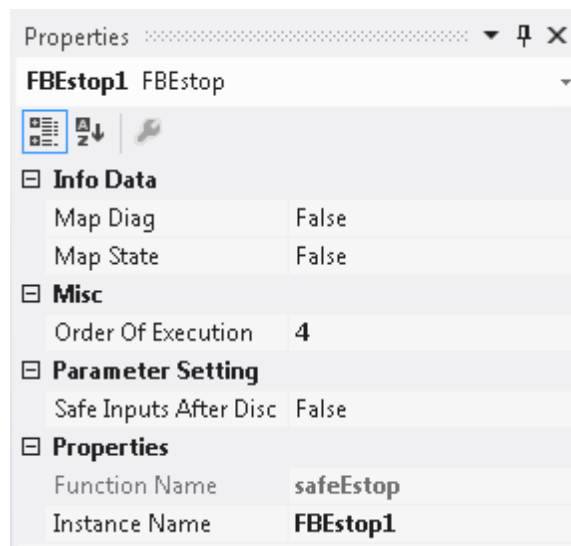 Properties
FBEstop1 FBEstop
Info Data
Map Diag False
Map State False
Misc
Order Of Execution 4
Parameter Setting
Safe Inputs After Disc False
Properties
Function Name safeEstop
Instance Name FBEstop1